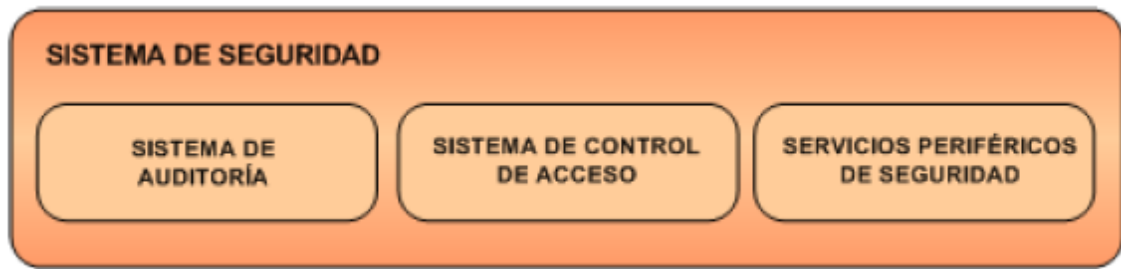 SISTEMA DE SEGURIDAD
SISTEMA DE
AUDITORÍA
SISTEMA DE CONTROL
DE ACCESO
SERVICIOS PERIFÉRICOS
DE SEGURIDAD